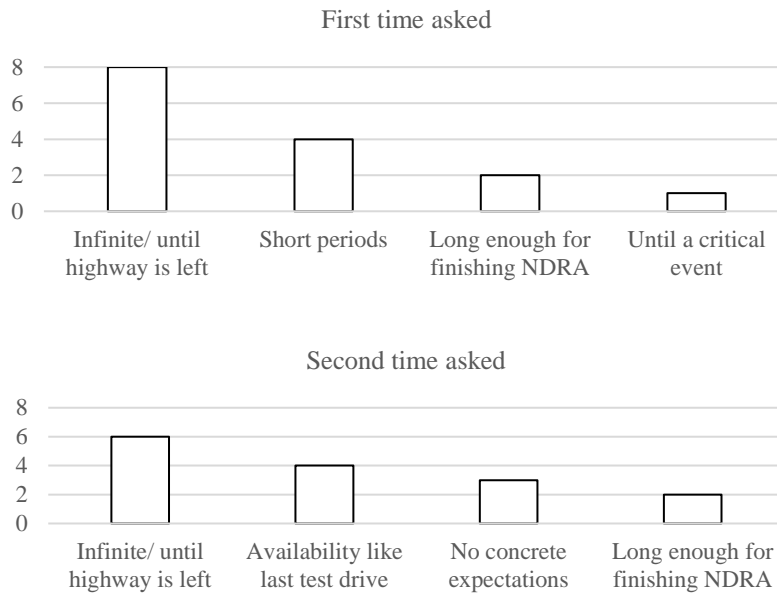 First time asked
8
6
4
2
0
Infinite/ until
highway is left
Short periods
Long enough for
finishing NDRA
Until a critical
event
Second time asked
8
6
4
2
0
Infinite/ until
highway is left
Availability like
last test drive
No concrete
expectations
Long enough for
finishing NDRA